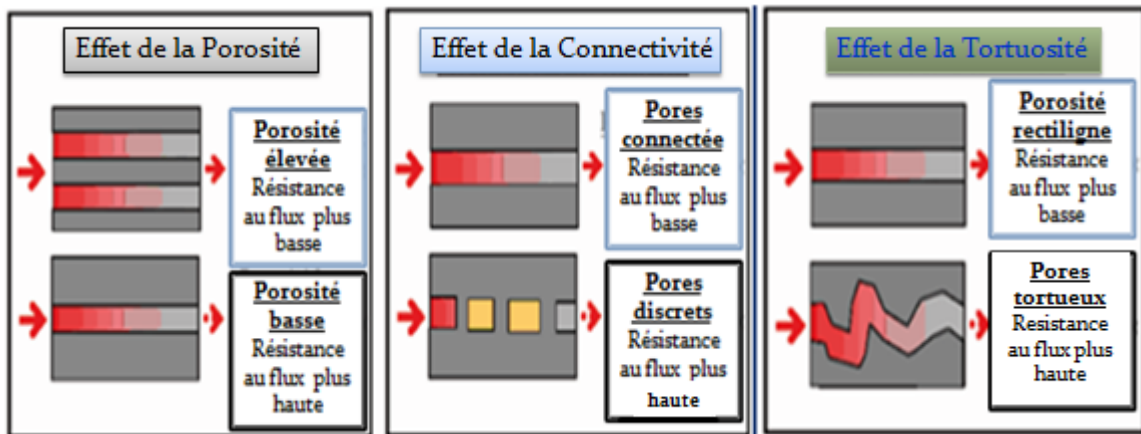 Effet de la Porosité
Porosité
élevée
Résistance
au flux plus
basse
Porosité
basse
Résistance
au flux plus
haute
Effet de la Connectivité
Pores
connectée
Résistance
au flux plus
basse
Pores
discrets
Résistance
au flux plus
haute
Effet de la Tortuosité
Porosité
rectiligne
Résistance
au flux plus
basse
Pores
tortueux
Resistance
au flux plus
haute